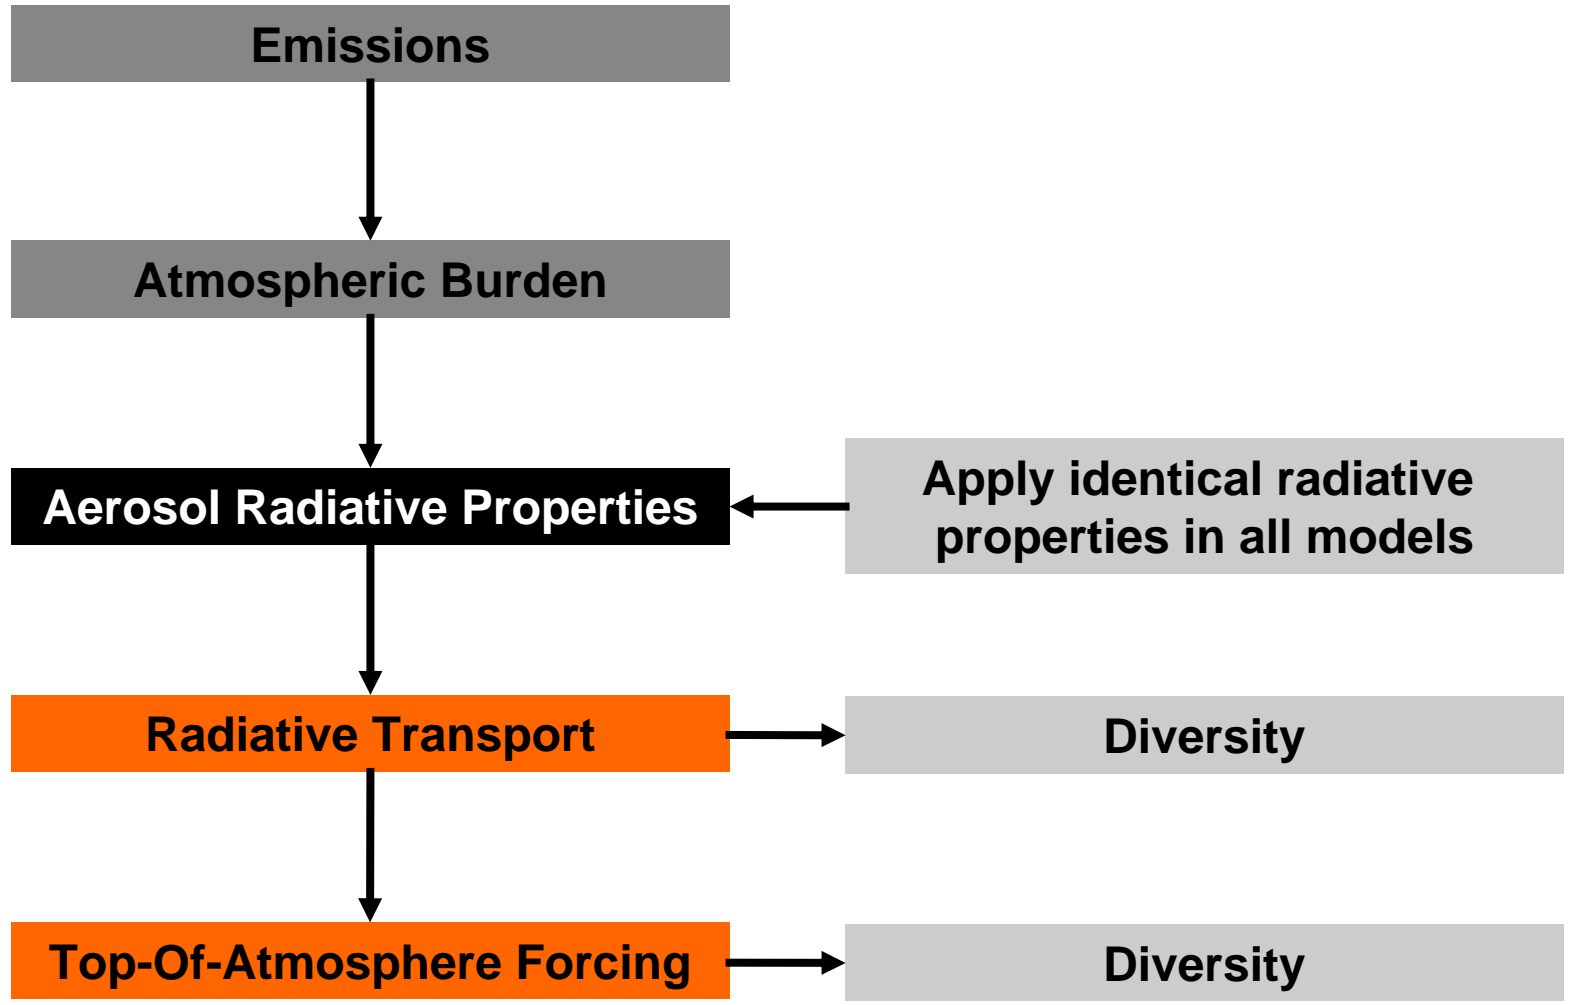 Emissions
Atmospheric Burden
Aerosol Radiative Properties
Apply identical radiative
properties in all models
Radiative Transport
Diversity
Top-Of-Atmosphere Forcing
Diversity